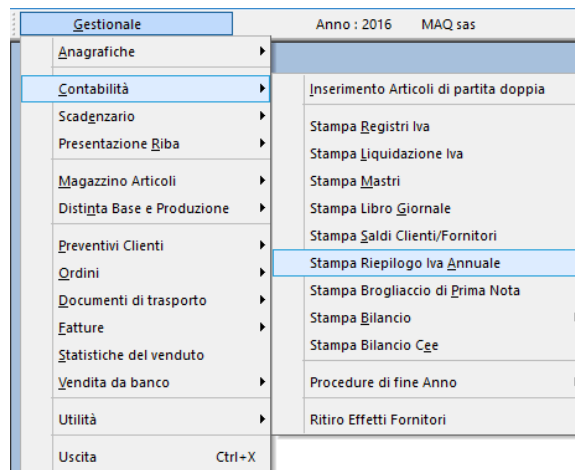 Gestionale Anno : 2016 MAQ sas
Anagrafiche
Contabilità
Scadenzario
Presentazione Riba
Magazzino Articoli
Distinta Base e Produzione
Preventivi Clienti
Ordini
Documenti di trasporto
Fatture
Statistiche del venduto
Vendita da banco
Utilità
Uscita Ctrl+X
Inserimento Articoli di partita doppia
Stampa Registri Iva
Stampa Liquidazione Iva
Stampa Mastri
Stampa Libro Giornale
Stampa Saldi Clienti/Fornitori
Stampa Riepilogo Iva Annuale
Stampa Brogliaccio di Prima Nota
Stampa Bilancio
Stampa Bilancio Cee
Procedure di fine Anno
Ritiro Effetti Fornitori